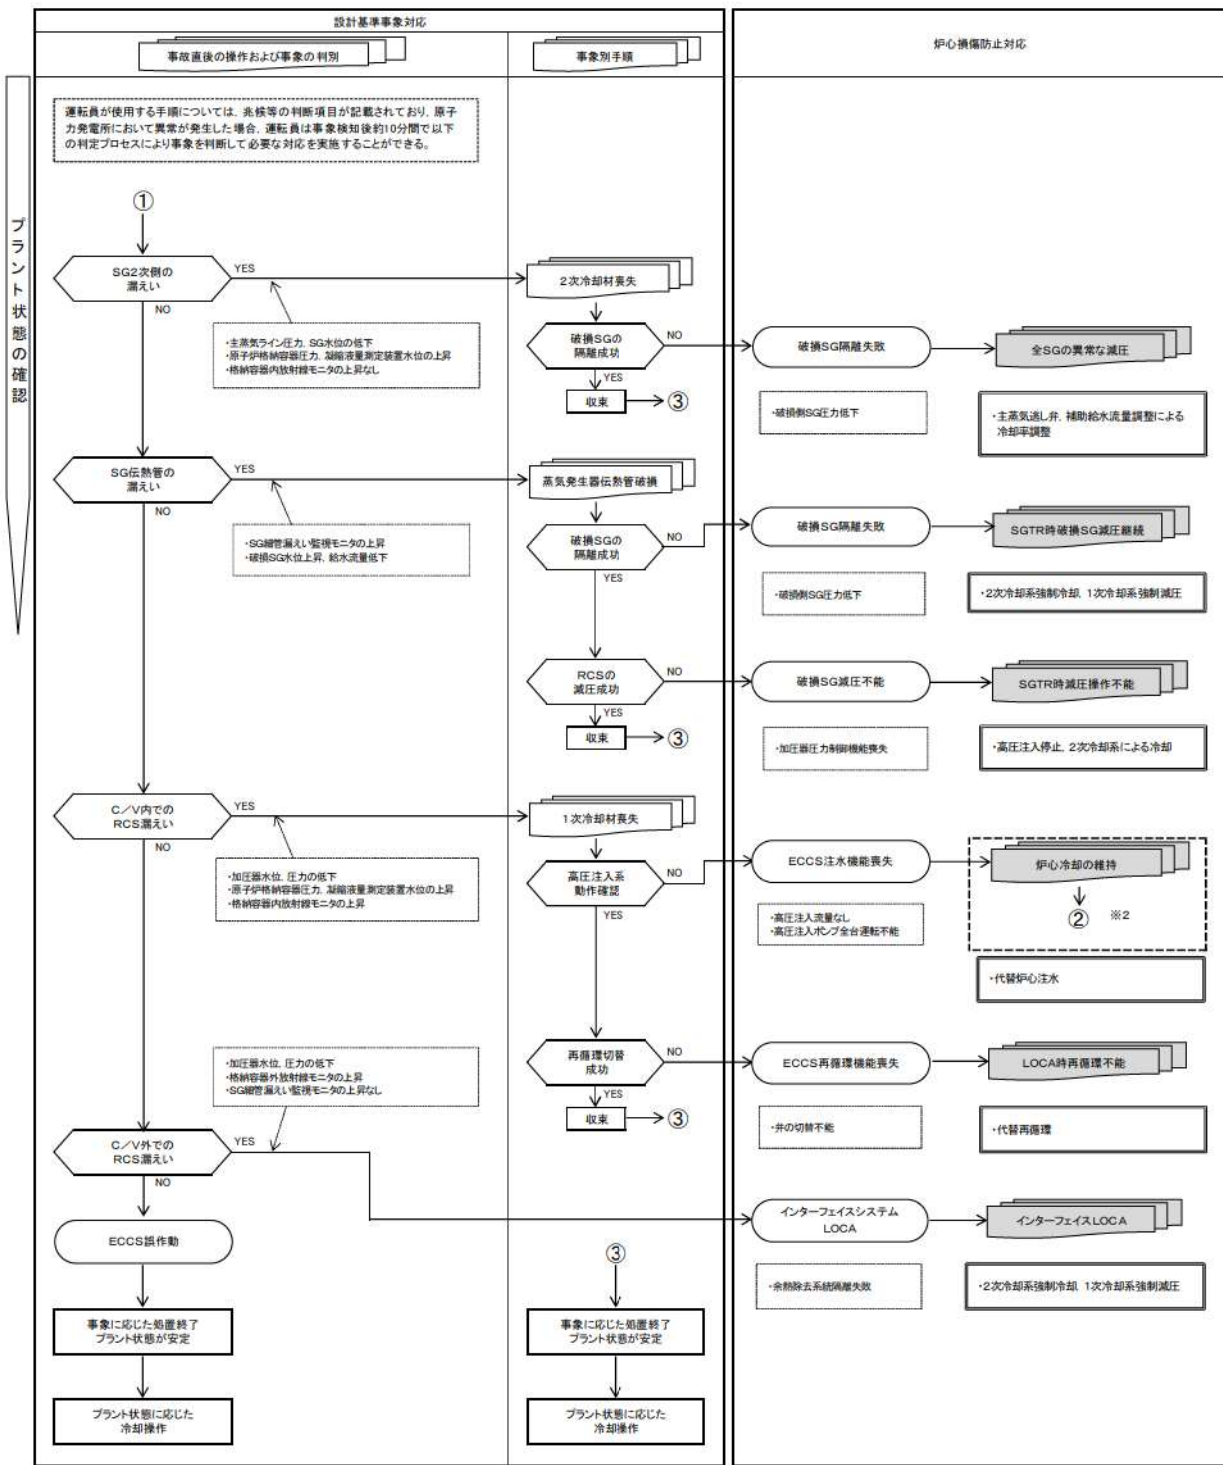 設計基準事象対応
炉心損傷防止対応
事故直後の操作および事象の判別
事象別手順
プラント状態の確認
運転員が使用する手順については、兆候等の判断項目が記載されており、原子
力発電所において異常が発生した場合、運転員は事象検知後約10分間で以下
の判定プロセスにより事象を判断して必要な対応を実施することができる。
①
SG2次側の
漏えい
YES
NO
・主蒸気ライン圧力、SG水位の低下
・原子炉格納容器圧力、凝縮液量測定装置水位の上昇
・格納容器内放射線モニタの上昇なし
2次冷却材喪失
破損SGの
隔離成功
NO
YES
収束
③
破損SG隔離失敗
全SGの異常な減圧
・破損側SG圧力低下
・主蒸気逃し弁、補助給水流量調整による
冷却率調整
SG伝熱管の
漏えい
YES
NO
・SG細管漏えい監視モニタの上昇
・破損SG水位上昇、給水流量低下
蒸気発生器伝熱管破損
破損SGの
隔離成功
NO
YES
破損SG隔離失敗
SGTR時破損SG減圧継続
・破損側SG圧力低下
・2次冷却系強制冷却、1次冷却系強制減圧
RCSの
減圧成功
NO
YES
収束
③
破損SG減圧不能
SGTR時減圧操作不能
・加圧器圧力制御機能喪失
・高圧注入停止、2次冷却系による冷却
C/V内での
RCS漏えい
YES
NO
・加圧器水位、圧力の低下
・原子炉格納容器圧力、凝縮液量測定装置水位の上昇
・格納容器内放射線モニタの上昇
1次冷却材喪失
高圧注入系
動作確認
NO
YES
ECCS注水機能喪失
炉心冷却の維持
② ※2
・高圧注入流量なし
・高圧注入ポンプ全台運転不能
・代替炉心注水
・加圧器水位、圧力の低下
・格納容器外放射線モニタの上昇
・SG細管漏えい監視モニタの上昇なし
再循環切替
成功
NO
YES
収束
③
ECCS再循環機能喪失
LOCA時再循環不能
・弁の切替不能
・代替再循環
C/V外での
RCS漏えい
YES
NO
インターフェイスシステム
LOCA
インターフェイスLOCA
・余熱除去系統隔離失敗
・2次冷却系強制冷却、1次冷却系強制減圧
ECCS誤作動
事象に応じた処置終了
プラント状態が安定
プラント状態に応じた
冷却操作
③
事象に応じた処置終了
プラント状態が安定
プラント状態に応じた
冷却操作